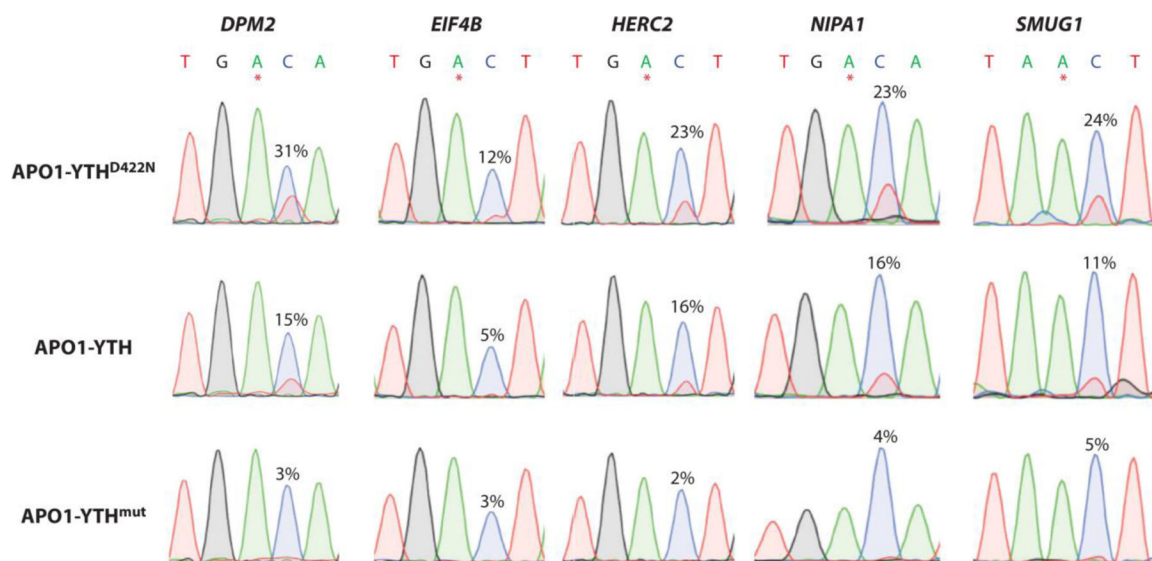 DPM2 EIF4B HERC2 NIPA1 SMUG1
T G A C A T G A C T T G A C T T G A C A T A A C T
* * * * *
APO1-YTHD422N 31% 12% 23% 23% 24%
APO1-YTH 15% 5% 16% 16% 11%
APO1-YTHmut 3% 3% 2% 4% 5%